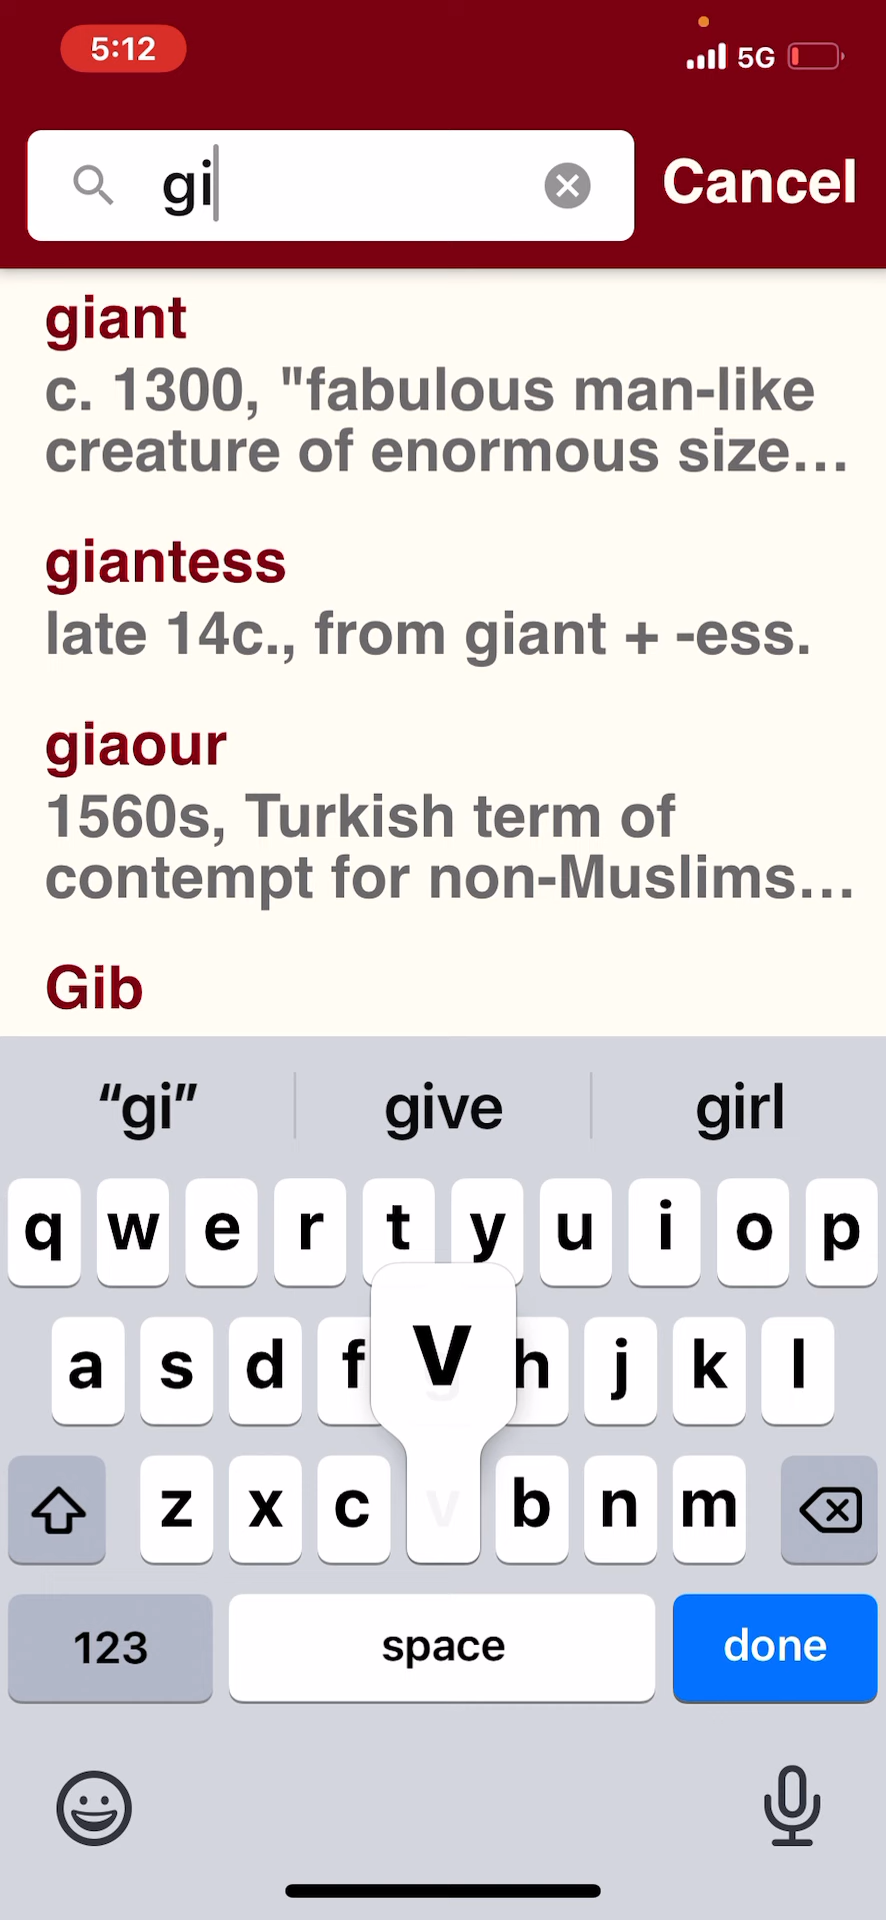 5:12
5G
gi
Cancel
giant
c. 1300, "fabulous man-like
creature of enormous size...
giantess
late 14c., from giant + -ess.
giaour
1560s, Turkish term of
contempt for non-Muslims...
Gib
“gi” give girl
q w e r t y u i o p
a s d f V h j k l
z x c v b n m
123 space done